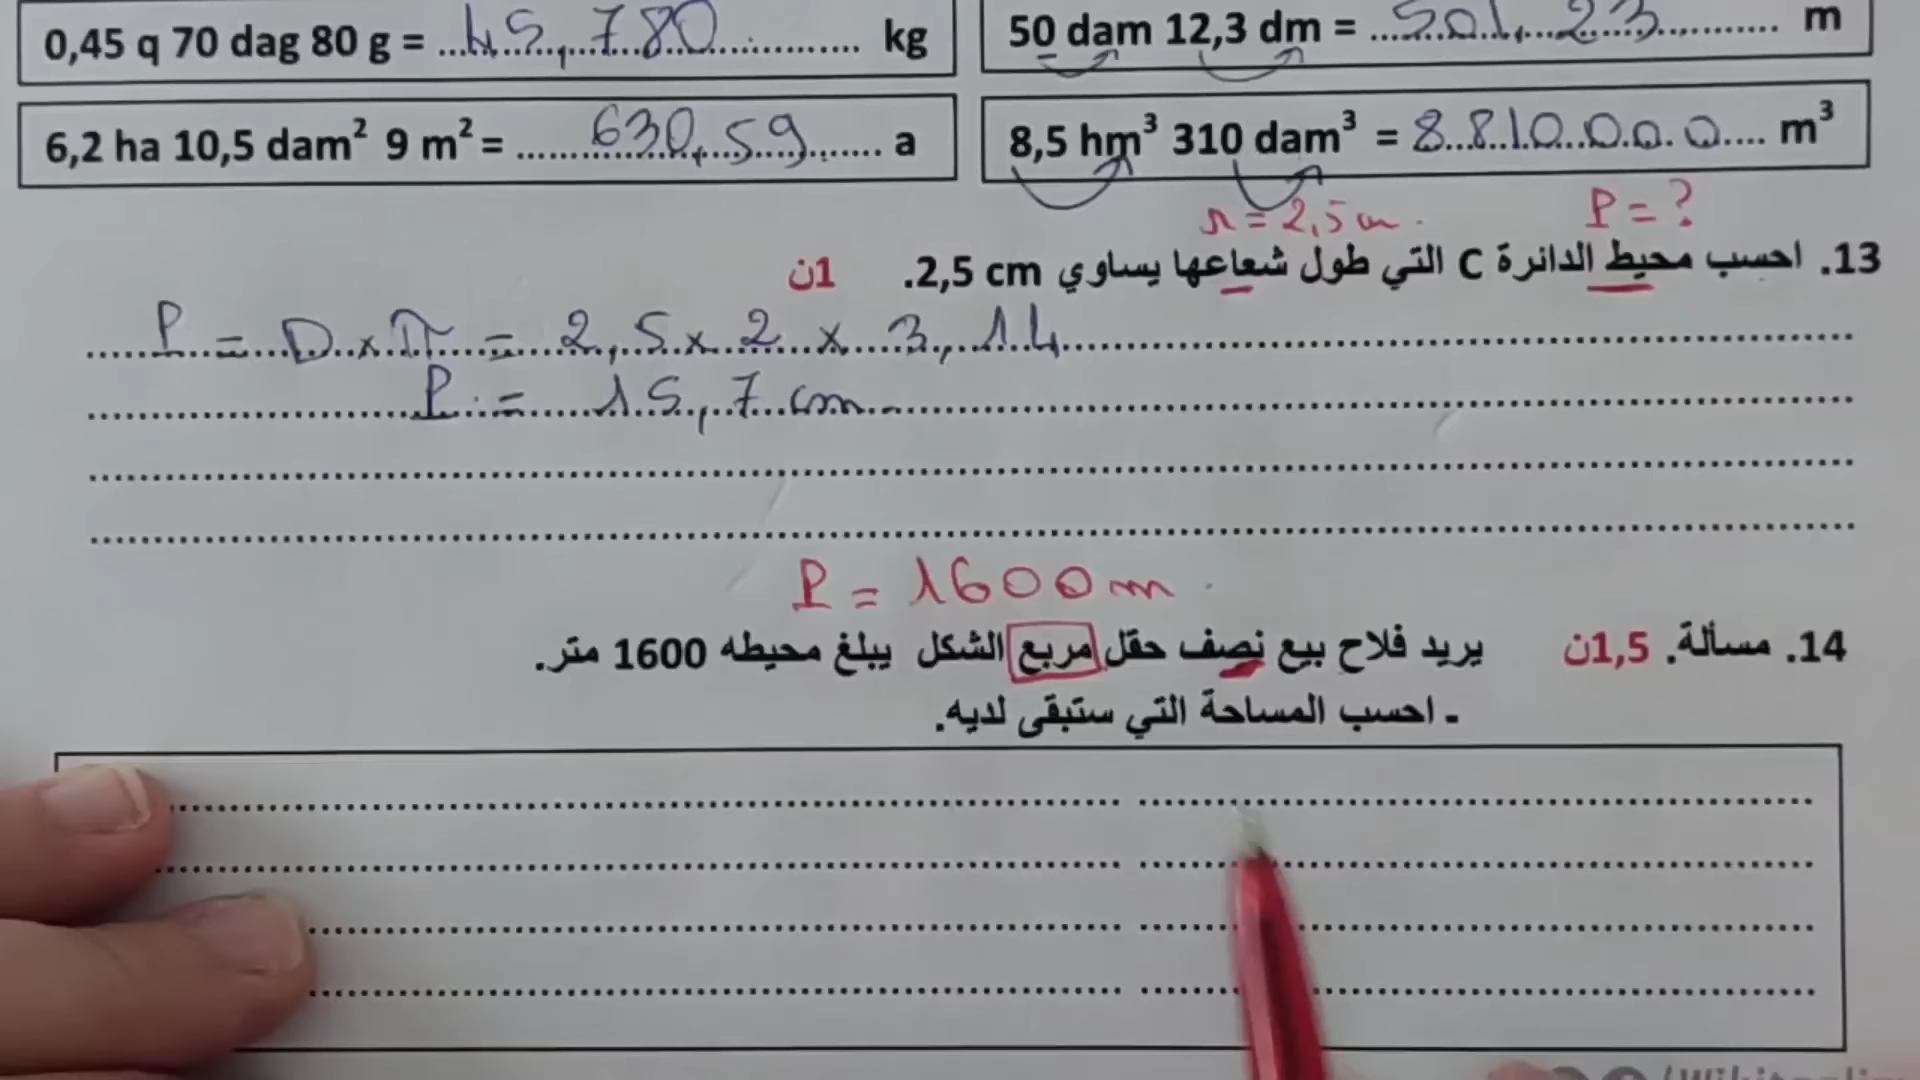 0,45 q 70 dag 80 g = 45,780 kg
50 dam 12,3 dm = 501,23 m
6,2 ha 10,5 dam² 9 m² = 630,59 a
8,5 hm³ 310 dam³ = 8810000 m³
r = 2,5 cm. P = ?
13. احسب محيط الدائرة C التي طول شعاعها يساوي 2,5 cm. 1ن
P = D × π = 2,5 × 2 × 3,14
P = 15,7 cm
P = 1600 m
14. مسألة. 1,5ن يريد فلاح بيع نصف حقل مربع الشكل يبلغ محيطه 1600 متر.
- احسب المساحة التي ستبقى لديه.